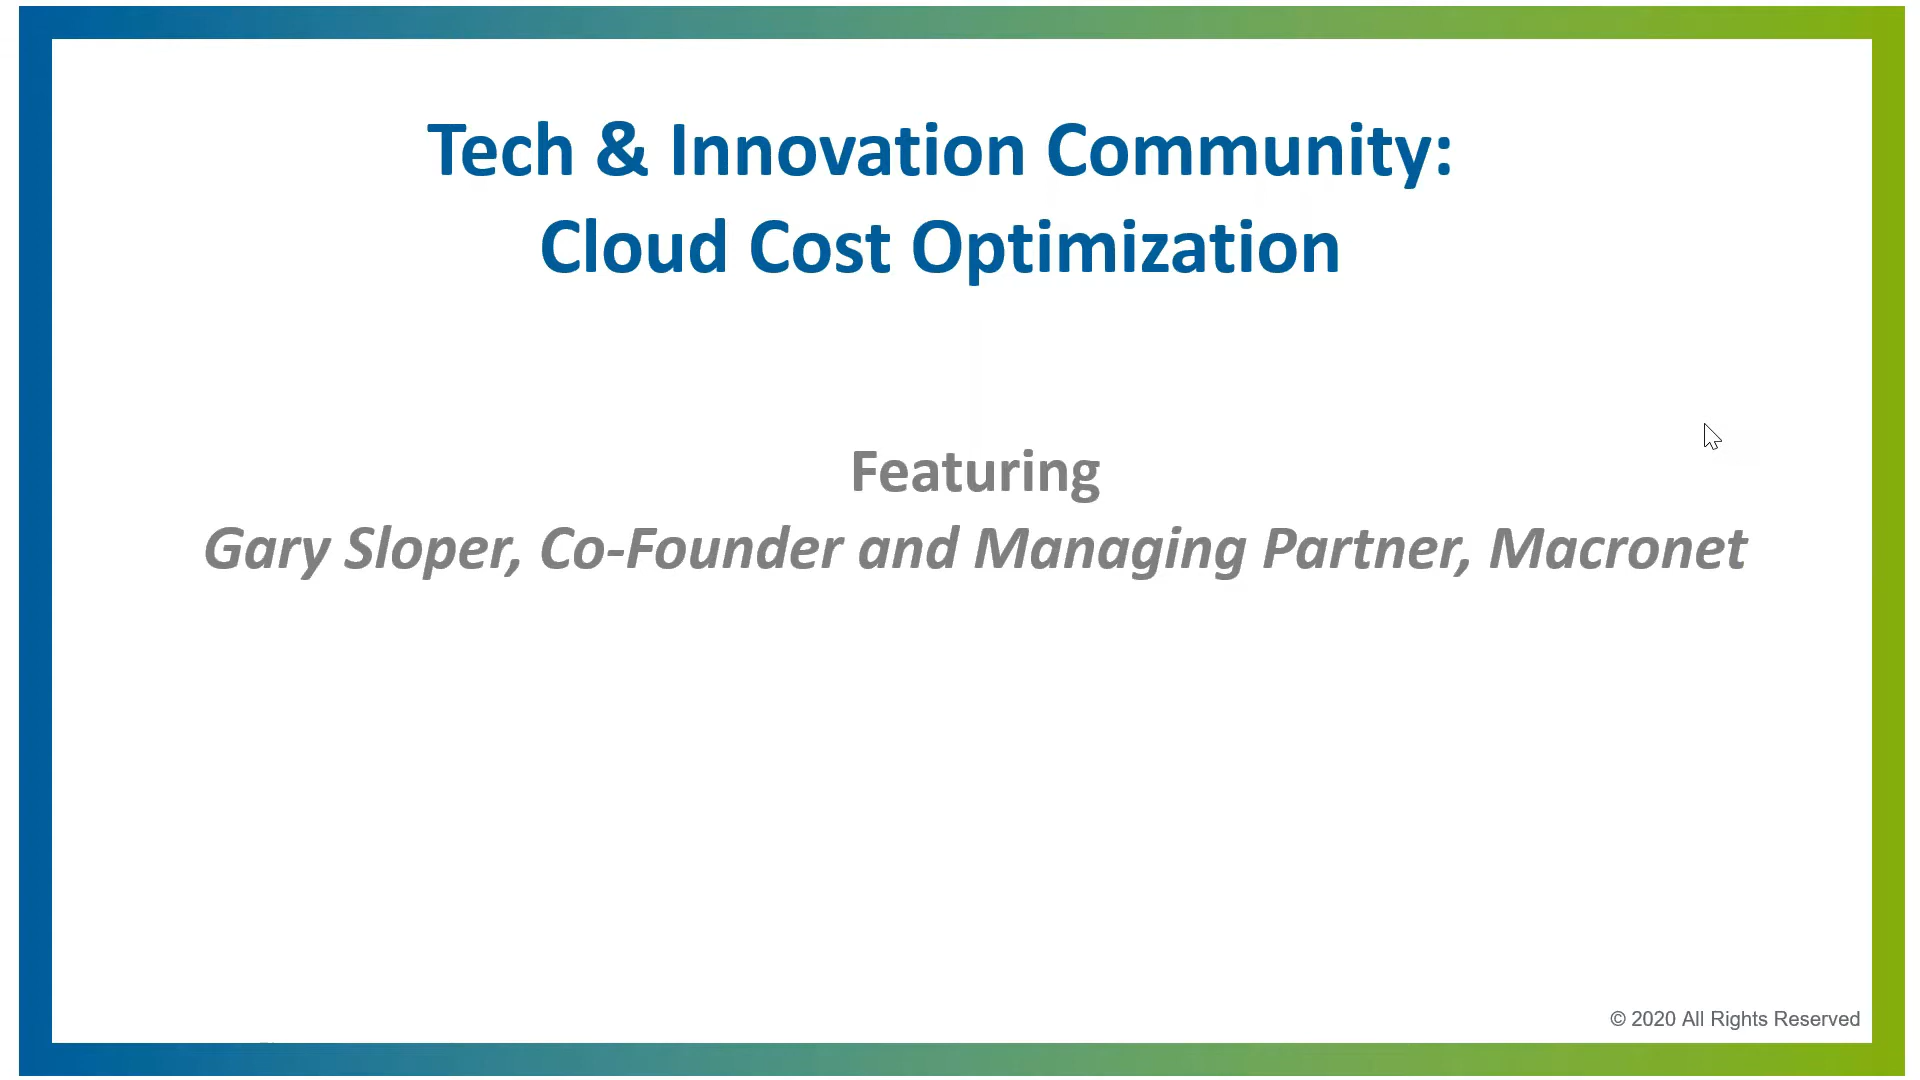 Tech & Innovation Community:
Cloud Cost Optimization
Featuring
Gary Sloper, Co-Founder and Managing Partner, Macronet
© 2020 All Rights Reserved